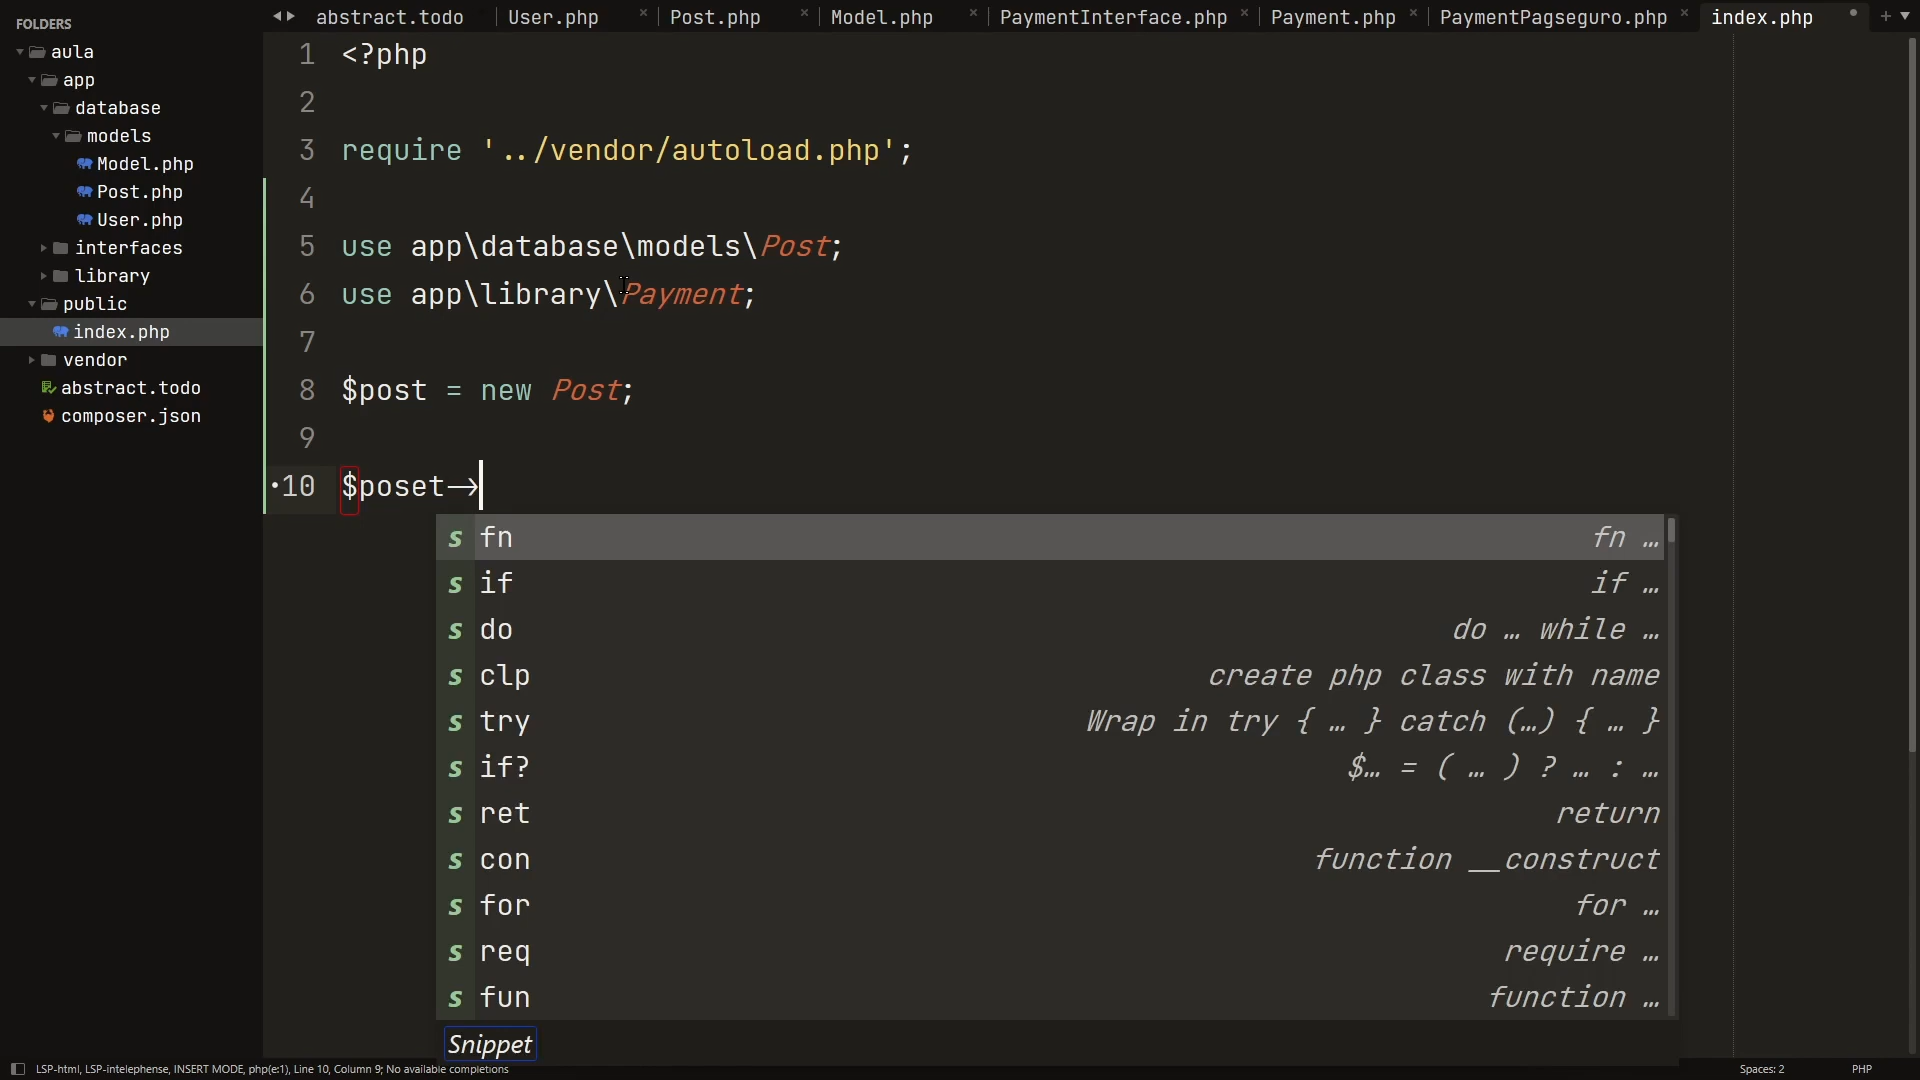 FOLDERS
aula
app
database
models
Model.php
Post.php
User.php
interfaces
library
public
index.php
vendor
abstract.todo
composer.json
abstract.todo User.php Post.php Model.php PaymentInterface.php Payment.php PaymentPagseguro.php index.php
1 <?php
2
3 require '../vendor/autoload.php';
4
5 use app\database\models\Post;
6 use app\library\Payment;
7
8 $post = new Post;
9
10 $poset->
s fn fn …
s if if …
s do do … while …
s clp create php class with name
s try Wrap in try { … } catch (…) { … }
s if? $… = ( … ) ? … : …
s ret return
s con function __construct
s for for …
s req require …
s fun function …
Snippet
LSP-html, LSP-intelephense, INSERT MODE, php(e:1), Line 10, Column 9; No available completions Spaces: 2 PHP